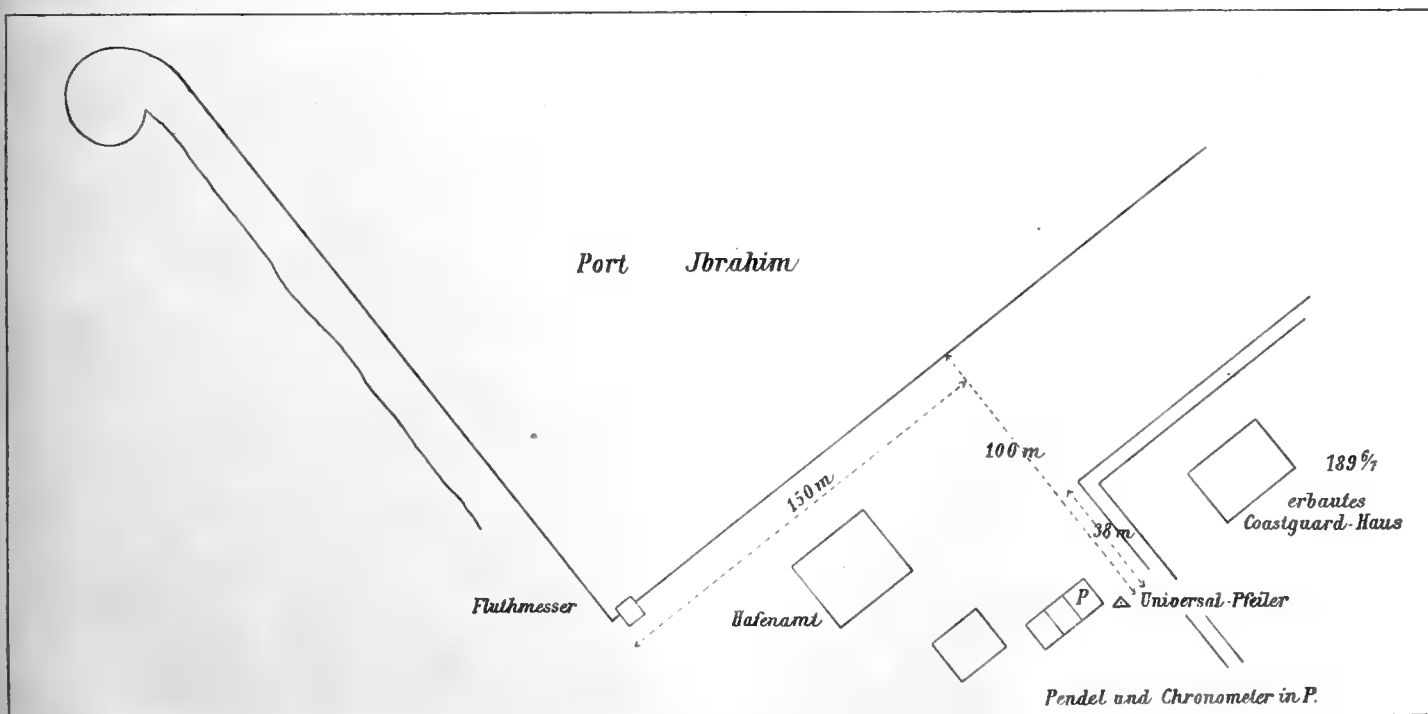 Port Jbrahim
100 m
189 6/7
erbautes
Coastguard-Haus
150 m
38 m
Fluthmesser
Hafenamt
P
Universal-Pfeiler
Pendel und Chronometer in P.